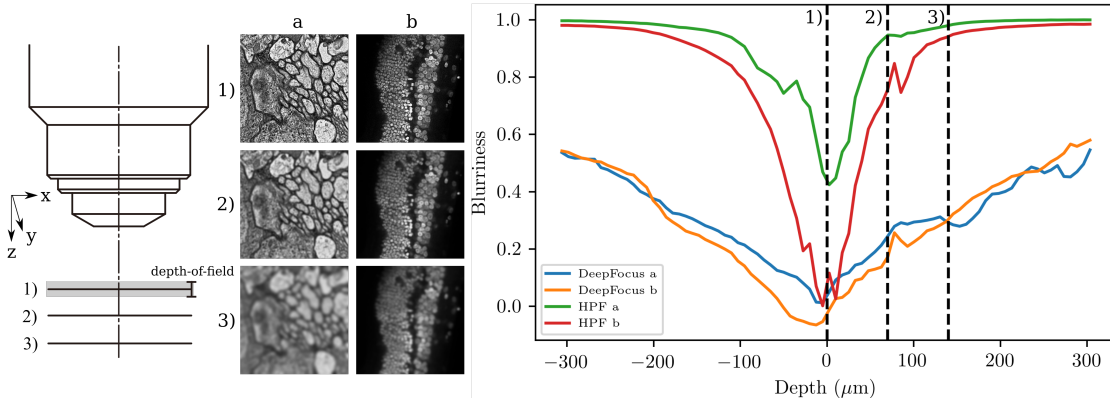 a
b
1)
2)
3)
x
y
z
depth-of-field
1)
2)
3)
1)
2)
3)
Blurriness
1.0
0.8
0.6
0.4
0.2
0.0
DeepFocus a
DeepFocus b
HPF a
HPF b
−300
−200
−100
0
100
200
300
Depth (μm)